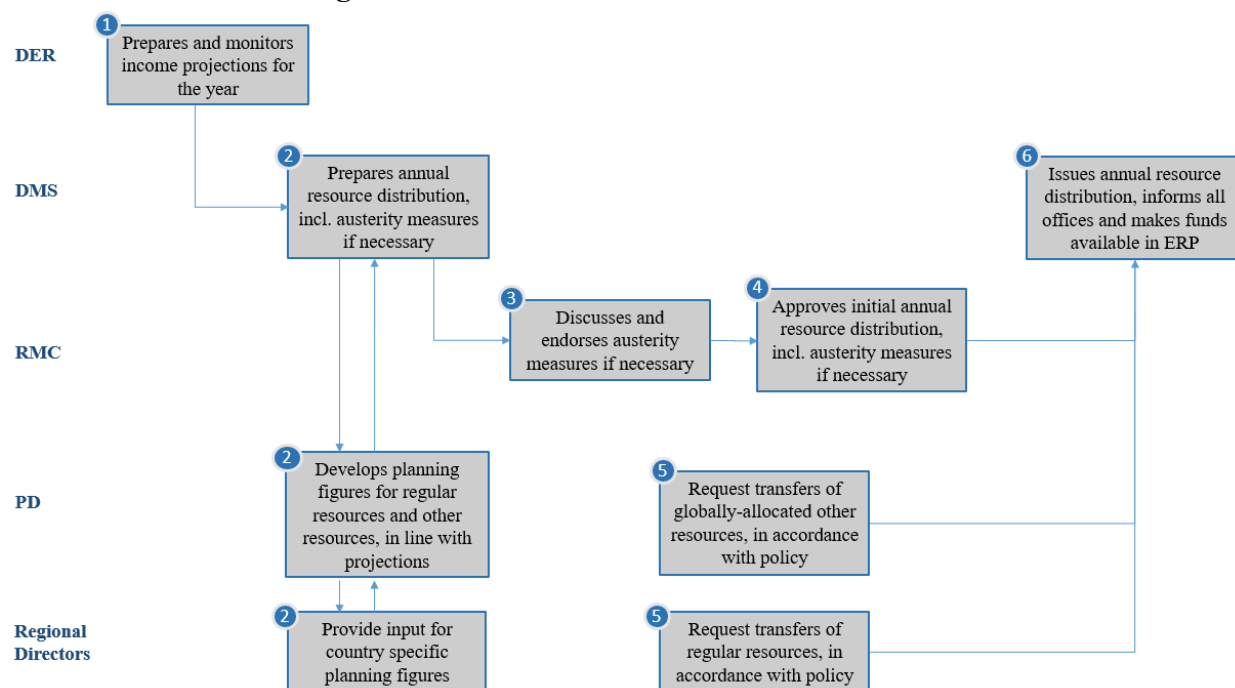 g
DER
1
Prepares and monitors
income projections for
the year
DMS
2
Prepares annual
resource distribution,
incl. austerity measures
if necessary
6
Issues annual resource
distribution, informs all
offices and makes funds
available in ERP
RMC
3
Discusses and
endorses austerity
measures if necessary
4
Approves initial annual
resource distribution,
incl. austerity measures
if necessary
PD
2
Develops planning
figures for regular
resources and other
resources, in line with
projections
5
Request transfers of
globally-allocated other
resources, in accordance
with policy
Regional
Directors
2
Provide input for
country specific
planning figures
5
Request transfers of
regular resources, in
accordance with policy